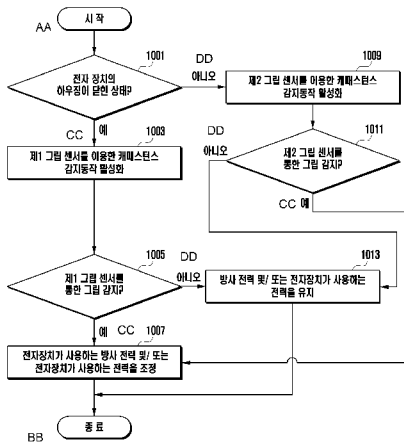 AA
시 작
1001
전자 장치의
하우징이 닫힌 상태?
DD
아니오
1009
제2 그립 센서를 이용한 캐패스턴스
감지동작 활성화
CC
예
1003
제1 그립 센서를 이용한 캐패스턴스
감지동작 활성화
DD
아니오
1011
제2 그립 센서를
통한 그립 감지?
CC 예
1005
제1 그립 센서를
통한 그립 감지?
DD
아니오
1013
방사 전력 및/ 또는 전자장치가 사용하는
전력을 유지
예 CC
1007
전자장치가 사용하는 방사 전력 및/ 또는
전자장치가 사용하는 전력을 조정
BB
종 료